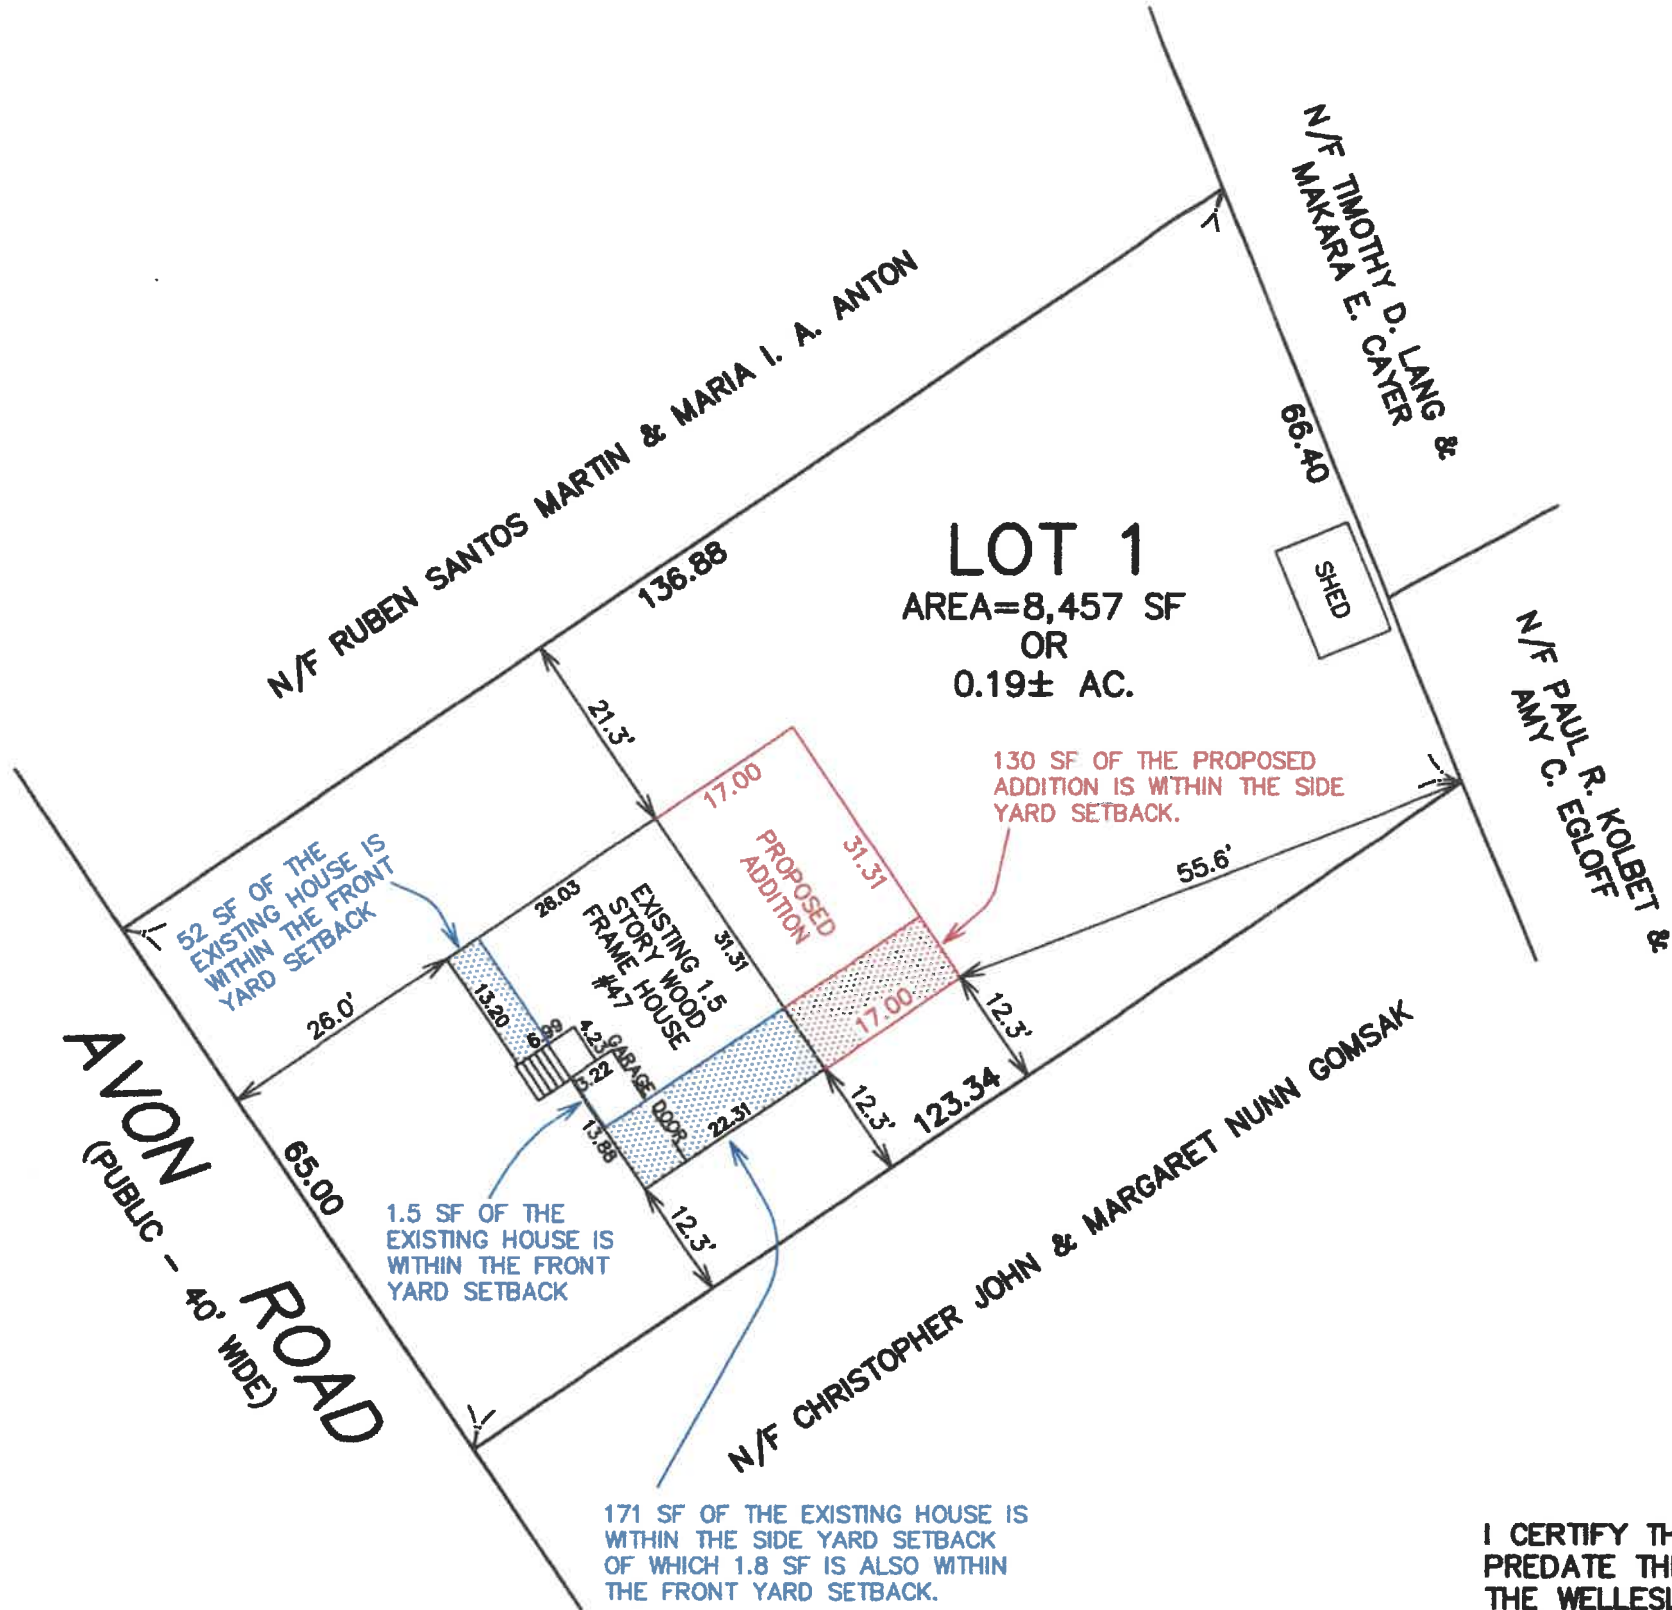 N/F TIMOTHY D. LANG &
MAKARA E. CAYER
66.40
N/F RUBEN SANTOS MARTIN & MARIA I. A. ANTON
136.88
LOT 1
AREA=8,457 SF
OR
0.19± AC.
SHED
N/F PAUL R. KOLBET &
AMY C. EGLOFF
21.3'
17.00
130 SF OF THE PROPOSED
ADDITION IS WITHIN THE SIDE
YARD SETBACK.
PROPOSED
ADDITION
31.31
55.6'
52 SF OF THE
EXISTING HOUSE IS
WITHIN THE FRONT
YARD SETBACK
26.03
EXISTING 1.5
STORY WOOD
FRAME HOUSE
#47
31.31
26.0'
13.20
6.99
4.23
3.22
GARAGE DOOR
17.00
12.3'
13.88
22.31
12.3'
123.34
12.3'
AVON ROAD
(PUBLIC - 40' WIDE)
65.00
1.5 SF OF THE
EXISTING HOUSE IS
WITHIN THE FRONT
YARD SETBACK
N/F CHRISTOPHER JOHN & MARGARET NUNN GOMSAK
171 SF OF THE EXISTING HOUSE IS
WITHIN THE SIDE YARD SETBACK
OF WHICH 1.8 SF IS ALSO WITHIN
THE FRONT YARD SETBACK.
I CERTIFY TH
PREDATE TH
THE WELLES